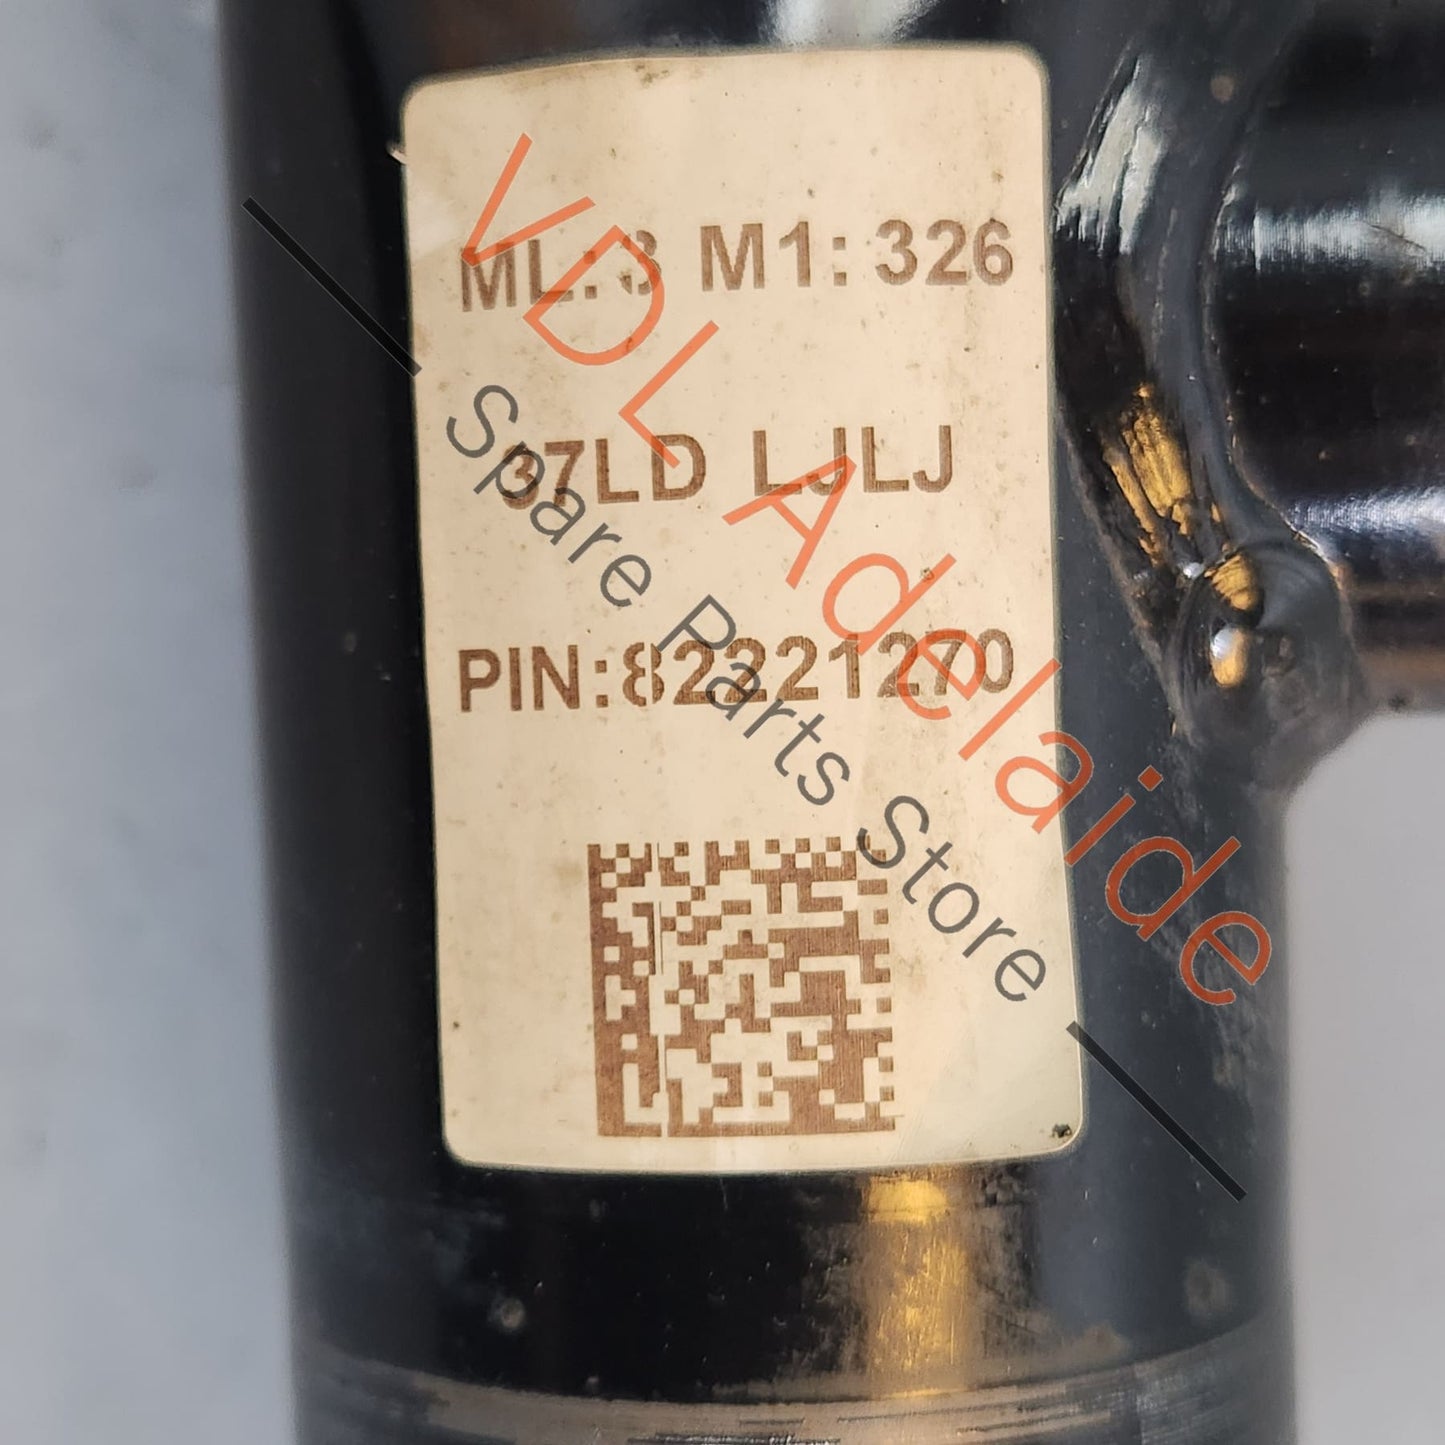 ML:3 M1: 326
37LD LJLJ
PIN:82221270
VDL Adelaide
Spare Parts Store